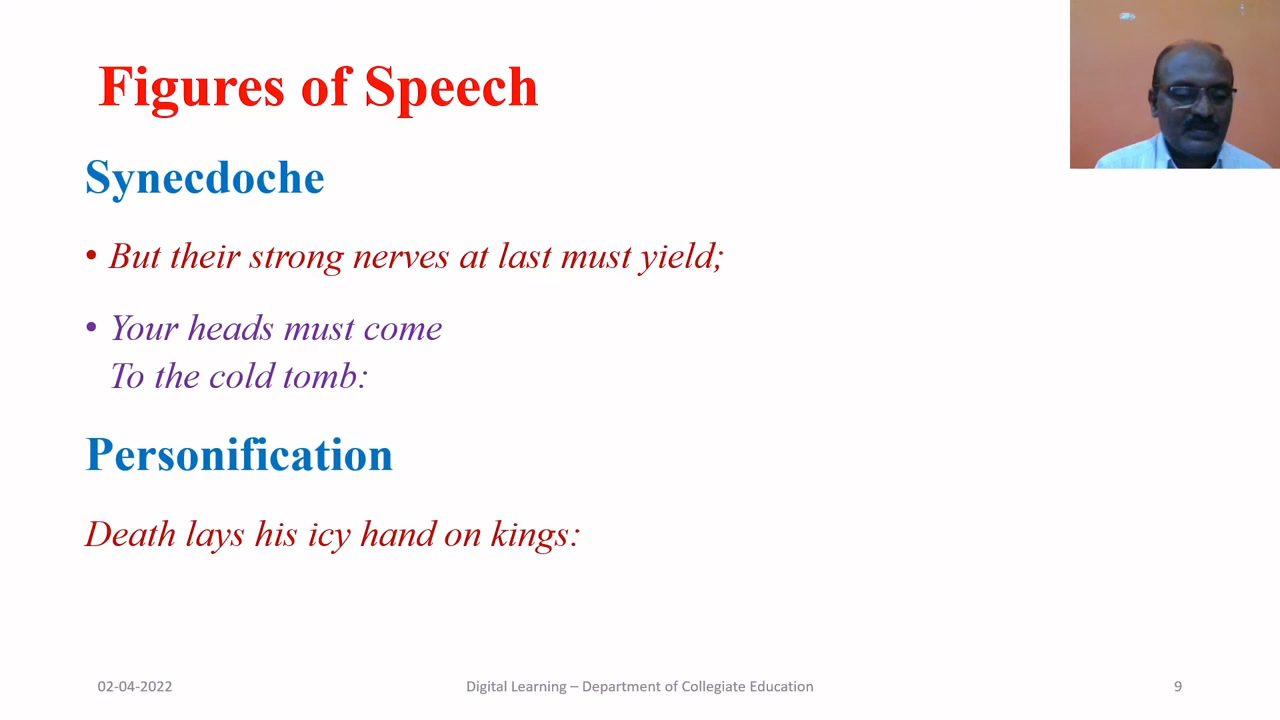 Figures of Speech
Synecdoche
• But their strong nerves at last must yield;
• Your heads must come
To the cold tomb:
Personification
Death lays his icy hand on kings:
02-04-2022
Digital Learning – Department of Collegiate Education
9